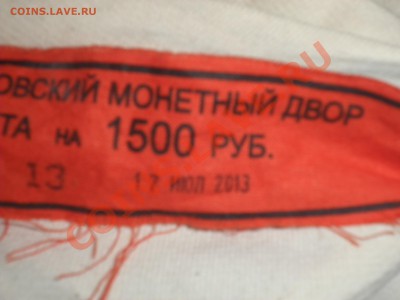 COINS.LAVE.RU
ОВСКИЙ МОНЕТНЫЙ ДВОР
ТА НА 1500 РУБ.
13 17 ИЮЛ 2013